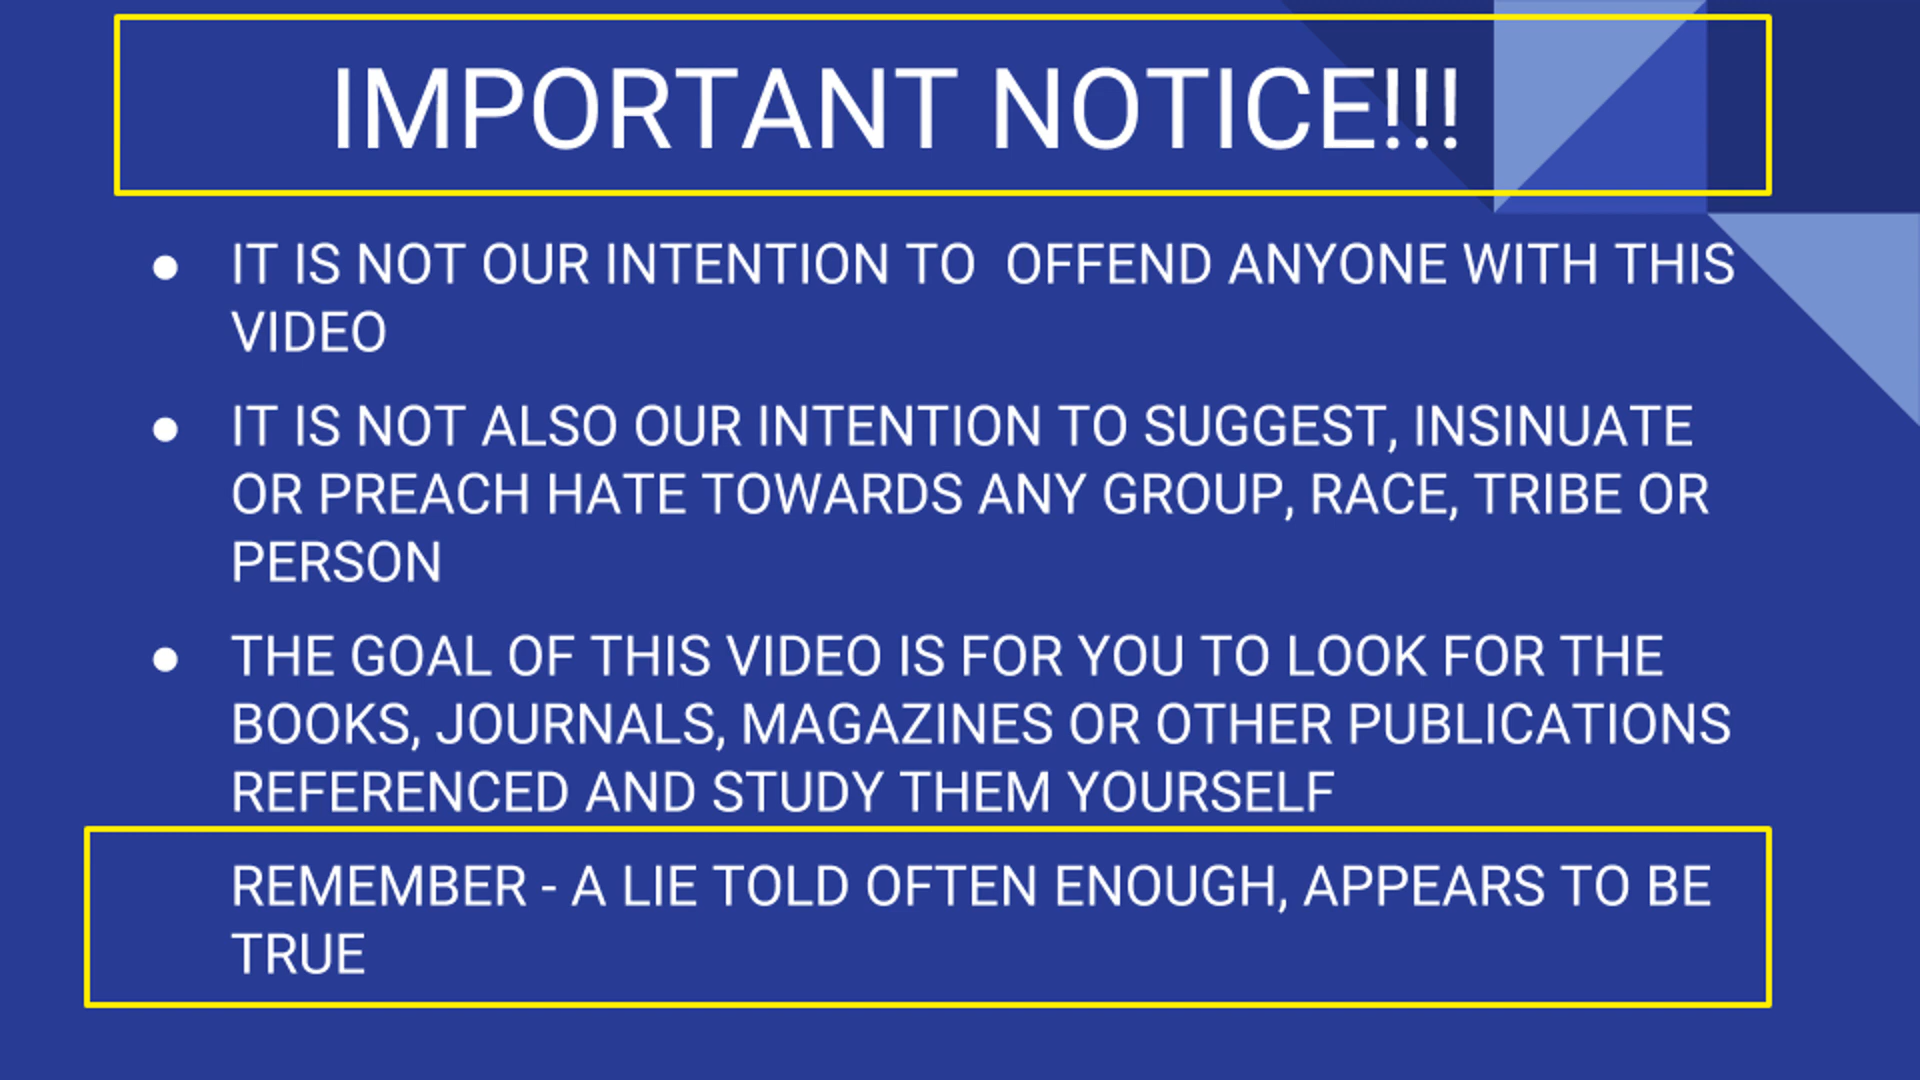 IMPORTANT NOTICE!!!
● IT IS NOT OUR INTENTION TO  OFFEND ANYONE WITH THIS
VIDEO
● IT IS NOT ALSO OUR INTENTION TO SUGGEST, INSINUATE
OR PREACH HATE TOWARDS ANY GROUP, RACE, TRIBE OR
PERSON
● THE GOAL OF THIS VIDEO IS FOR YOU TO LOOK FOR THE
BOOKS, JOURNALS, MAGAZINES OR OTHER PUBLICATIONS
REFERENCED AND STUDY THEM YOURSELF
REMEMBER - A LIE TOLD OFTEN ENOUGH, APPEARS TO BE
TRUE